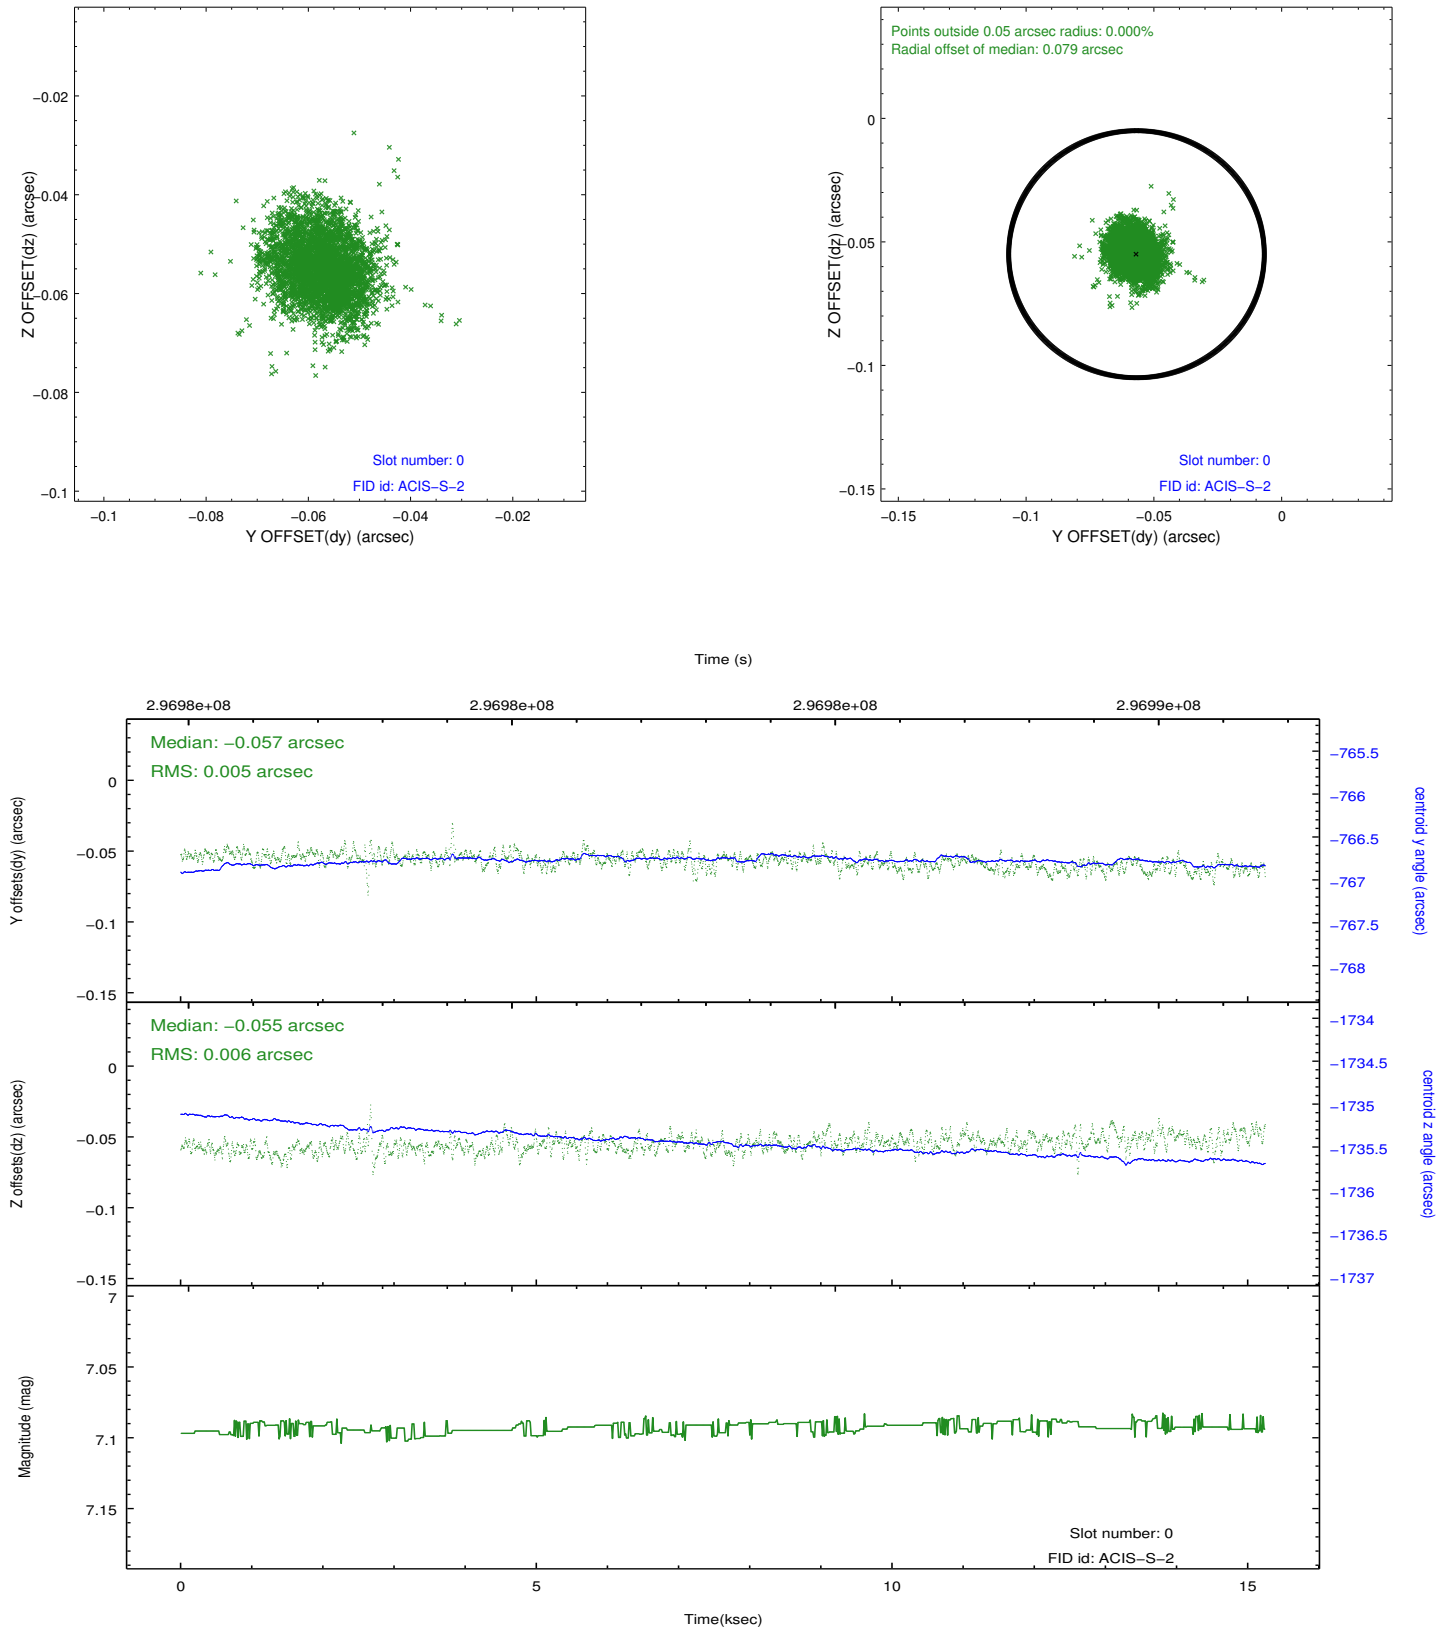 −0.02
−0.04
−0.06
−0.08
−0.1
Z OFFSET(dz) (arcsec)
Slot number: 0
FID id: ACIS−S−2
−0.1
−0.08
−0.06
−0.04
−0.02
Y OFFSET(dy) (arcsec)
Points outside 0.05 arcsec radius: 0.000%
Radial offset of median: 0.079 arcsec
0
−0.05
−0.1
−0.15
Z OFFSET(dz) (arcsec)
Slot number: 0
FID id: ACIS−S−2
−0.15
−0.1
−0.05
0
Y OFFSET(dy) (arcsec)
Time (s)
2.9698e+08
2.9698e+08
2.9698e+08
2.9699e+08
Median: −0.057 arcsec
RMS: 0.005 arcsec
0
−0.05
−0.1
−0.15
Y offsets(dy) (arcsec)
−765.5
−766
−766.5
−767
−767.5
−768
centroid y angle (arcsec)
Median: −0.055 arcsec
RMS: 0.006 arcsec
0
−0.05
−0.1
−0.15
Z offsets(dz) (arcsec)
−1734
−1734.5
−1735
−1735.5
−1736
−1736.5
−1737
centroid z angle (arcsec)
7
7.05
7.1
7.15
Magnitude (mag)
Slot number: 0
FID id: ACIS−S−2
0
5
10
15
Time(ksec)